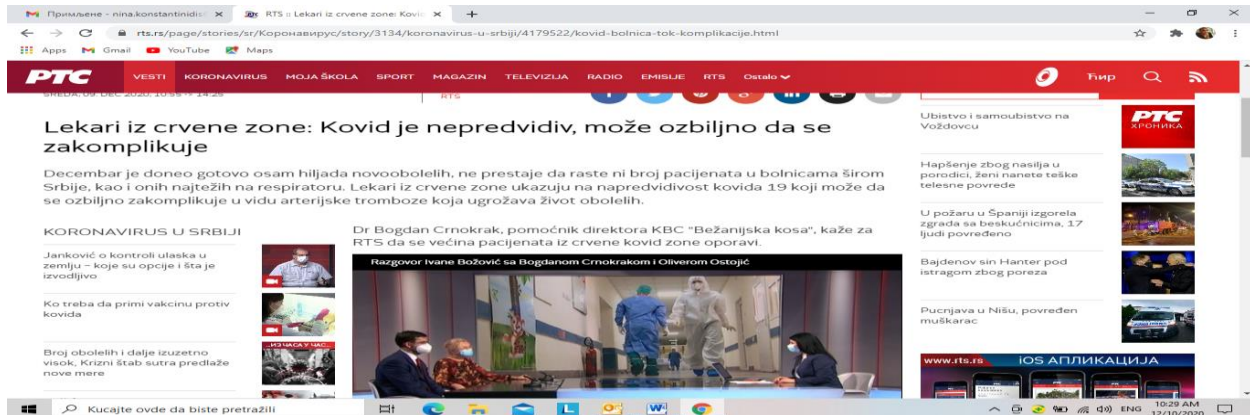 Примљене - nina.konstantinidis
RTS :: Lekari iz crvene zone: Kovid
rts.rs/page/stories/sr/Коронавирус/story/3134/koronavirus-u-srbiji/4179522/kovid-bolnica-tok-komplikacije.html
Apps Gmail YouTube Maps
РТС VESTI KORONAVIRUS MOJA ŠKOLA SPORT MAGAZIN TELEVIZIJA RADIO EMISIJE RTS Ostalo Ћир
SREDA, 09. DEC 2020, 10:55 -> 14:25
RTS
Lekari iz crvene zone: Kovid je nepredvidiv, može ozbiljno da se
zakomplikuje
Decembar je doneo gotovo osam hiljada novoobolelih, ne prestaje da raste ni broj pacijenata u bolnicama širom
Srbije, kao i onih najtežih na respiratoru. Lekari iz crvene zone ukazuju na napredvidivost kovida 19 koji može da
se ozbiljno zakomplikuje u vidu arterijske tromboze koja ugrožava život obolelih.
KORONAVIRUS U SRBIJI
Janković o kontroli ulaska u
zemlju – koje su opcije i šta je
izvodljivo
Ko treba da primi vakcinu protiv
kovida
Broj obolelih i dalje izuzetno
visok, Krizni štab sutra predlaže
nove mere
ИЗ ЧАСА У ЧАС...
Dr Bogdan Crnokrak, pomoćnik direktora KBC "Bežanijska kosa", kaže za
RTS da se većina pacijenata iz crvene kovid zone oporavi.
Razgovor Ivane Božović sa Bogdanom Crnokrakom i Oliverom Ostojić
Ubistvo i samoubistvo na
Voždovcu
РТС
ХРОНИКА
Hapšenje zbog nasilja u
porodici, ženi nanete teške
telesne povrede
U požaru u Španiji izgorela
zgrada sa beskućnicima, 17
ljudi povređeno
Bajdenov sin Hanter pod
istragom zbog poreza
Pucnjava u Nišu, povređen
muškarac
www.rts.rs iOS АПЛИКАЦИЈА
Kucajte ovde da biste pretražili
ENG
10:29 AM
12/10/2020